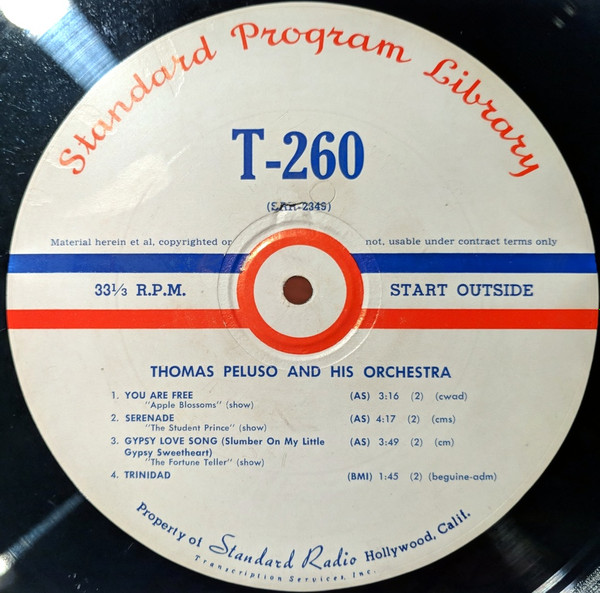 Standard Program Library
T-260
(SRR-2349)
Material herein et al, copyrighted or not, usable under contract terms only
33⅓ R.P.M. START OUTSIDE
THOMAS PELUSO AND HIS ORCHESTRA
1. YOU ARE FREE (AS) 3:16 (2) (cwad)
"Apple Blossoms" (show)
2. SERENADE (AS) 4:17 (2) (cms)
"The Student Prince" (show)
3. GYPSY LOVE SONG (Slumber On My Little (AS) 3:49 (2) (cm)
Gypsy Sweetheart)
"The Fortune Teller" (show)
4. TRINIDAD (BMI) 1:45 (2) (beguine-adm)
Property of Standard Radio Hollywood, Calif.
Transcription Services, Inc.